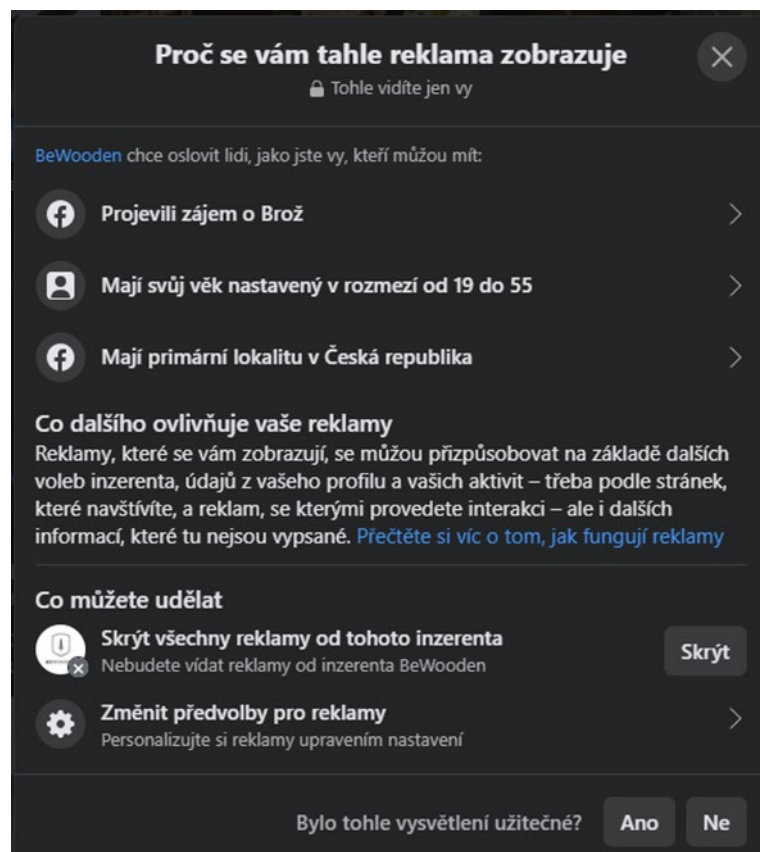 Proč se vám tahle reklama zobrazuje
Tohle vidíte jen vy
BeWooden chce oslovit lidi, jako jste vy, kteří můžou mít:
Projevili zájem o Brož
Mají svůj věk nastavený v rozmezí od 19 do 55
Mají primární lokalitu v Česká republika
Co dalšího ovlivňuje vaše reklamy
Reklamy, které se vám zobrazují, se můžou přizpůsobovat na základě dalších
voleb inzerenta, údajů z vašeho profilu a vašich aktivit – třeba podle stránek,
které navštívíte, a reklam, se kterými provedete interakci – ale i dalších
informací, které tu nejsou vypsané. Přečtěte si víc o tom, jak fungují reklamy
Co můžete udělat
Skrýt všechny reklamy od tohoto inzerenta
Nebudete vídat reklamy od inzerenta BeWooden
Skrýt
Změnit předvolby pro reklamy
Personalizujte si reklamy upravením nastavení
Bylo tohle vysvětlení užitečné? Ano Ne